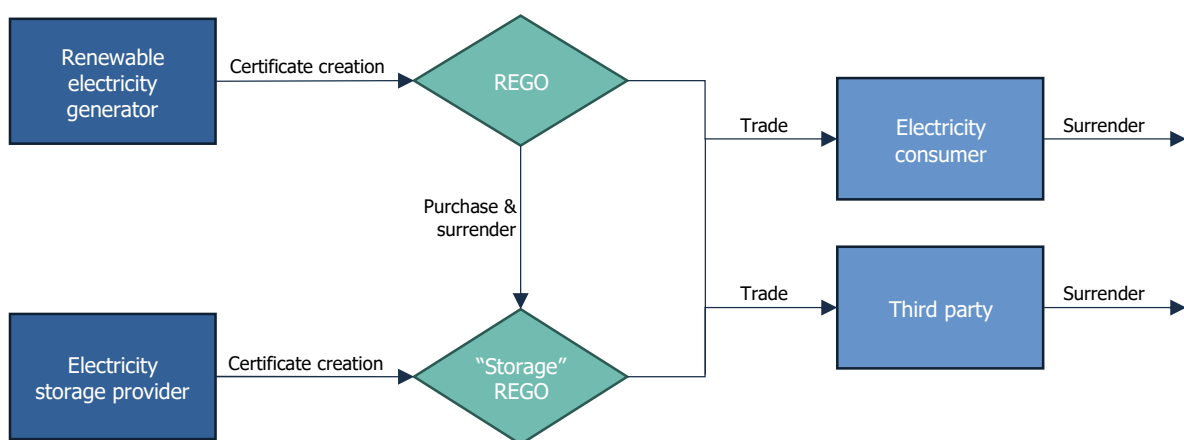 Renewable
electricity
generator
Certificate creation
REGO
Trade
Electricity
consumer
Surrender
Purchase &
surrender
Trade
Third party
Surrender
Electricity
storage provider
Certificate creation
“Storage”
REGO